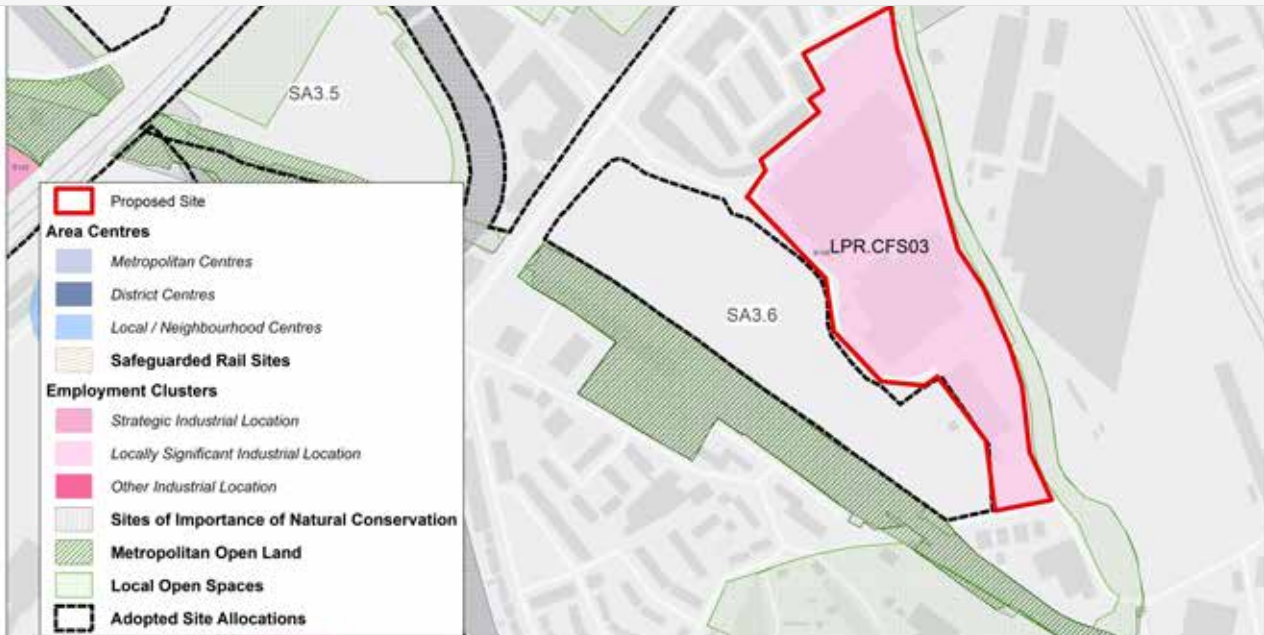 SA3.5
LPR.CFS03
SA3.6
Proposed Site
Area Centres
Metropolitan Centres
District Centres
Local / Neighbourhood Centres
Safeguarded Rail Sites
Employment Clusters
Strategic Industrial Location
Locally Significant Industrial Location
Other Industrial Location
Sites of Importance of Natural Conservation
Metropolitan Open Land
Local Open Spaces
Adopted Site Allocations